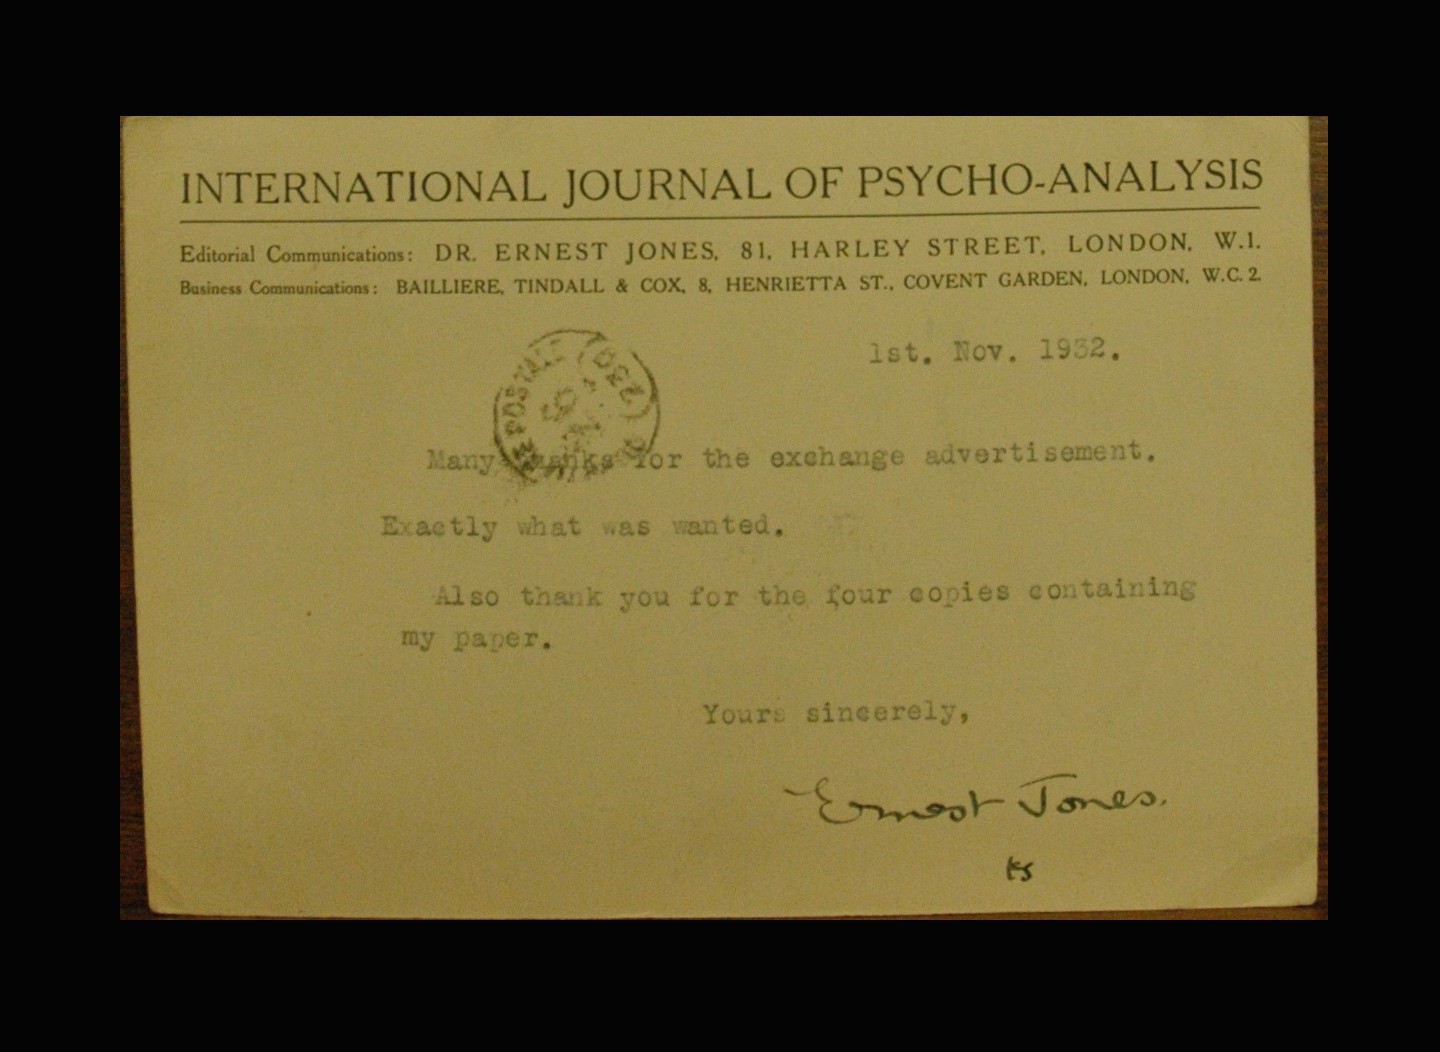 INTERNATIONAL JOURNAL OF PSYCHO-ANALYSIS
Editorial Communications: DR. ERNEST JONES, 81, HARLEY STREET, LONDON, W.1.
Business Communications: BAILLIERE, TINDALL & COX, 8, HENRIETTA ST., COVENT GARDEN, LONDON, W.C.2.
1st. Nov. 1932.
Many thanks for the exchange advertisement.
Exactly what was wanted.
Also thank you for the four copies containing
my paper.
Yours sincerely,
Ernest Jones.